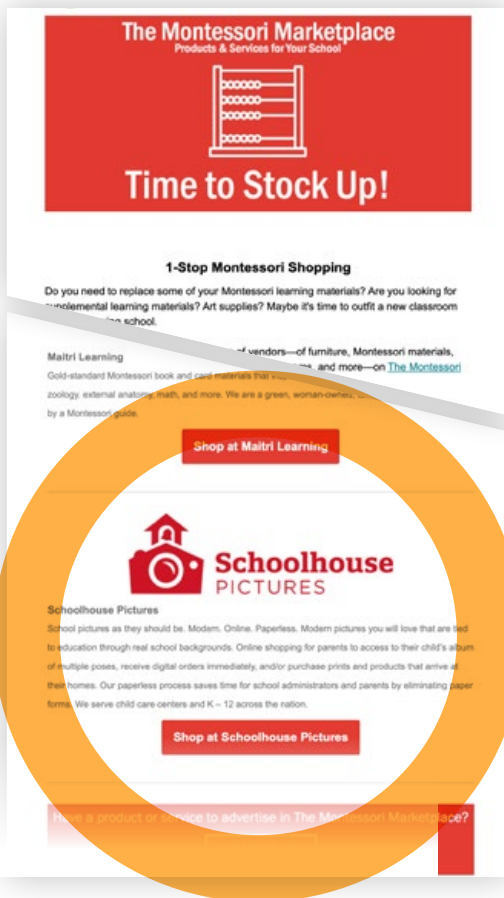 The Montessori Marketplace
Products & Services for Your School
Time to Stock Up!
1-Stop Montessori Shopping
Do you need to replace some of your Montessori learning materials? Are you looking for
supplemental learning materials? Art supplies? Maybe it's time to outfit a new classroom
school.
of vendors—of furniture, Montessori materials,
and more—on The Montessori
Maitri Learning
Gold-standard Montessori book and card materials that
zoology, external anatomy, math, and more. We are a green, woman-owned,
by a Montessori guide.
Shop at Maitri Learning
Schoolhouse
PICTURES
Schoolhouse Pictures
School pictures as they should be. Modern. Online. Paperless. Modern pictures you will love that are tied
to education through real school backgrounds. Online shopping for parents to access to their child's album
of multiple poses, receive digital orders immediately, and/or purchase prints and products that arrive at
their homes. Our paperless process saves time for school administrators and parents by eliminating paper
forms. We serve child care centers and K – 12 across the nation.
Shop at Schoolhouse Pictures
Have a product or service to advertise in The Montessori Marketplace?